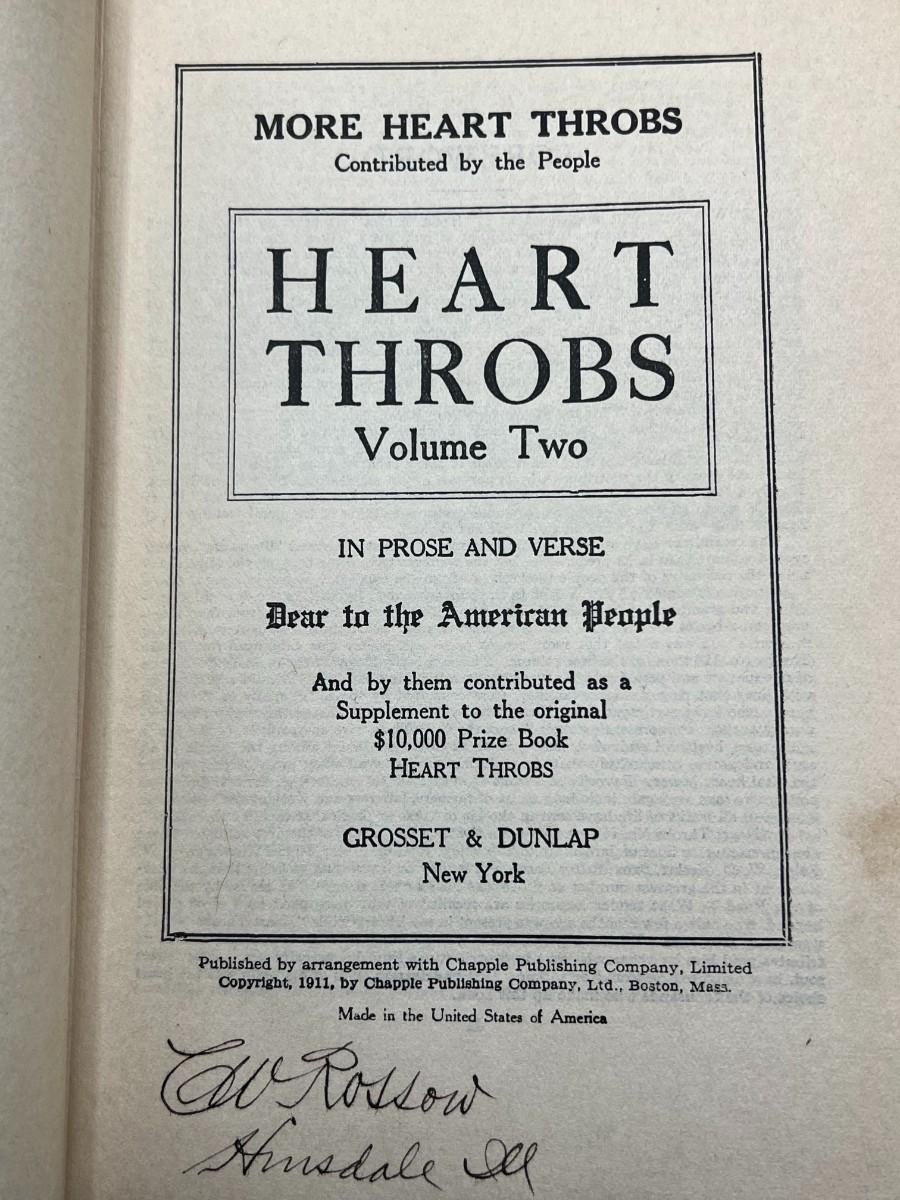 MORE HEART THROBS
Contributed by the People
HEART
THROBS
Volume Two
IN PROSE AND VERSE
Dear to the American People
And by them contributed as a
Supplement to the original
$10,000 Prize Book
HEART THROBS
GROSSET & DUNLAP
New York
Published by arrangement with Chapple Publishing Company, Limited
Copyright, 1911, by Chapple Publishing Company, Ltd., Boston, Mass.
Made in the United States of America
CW Rossow
Hinsdale Ill